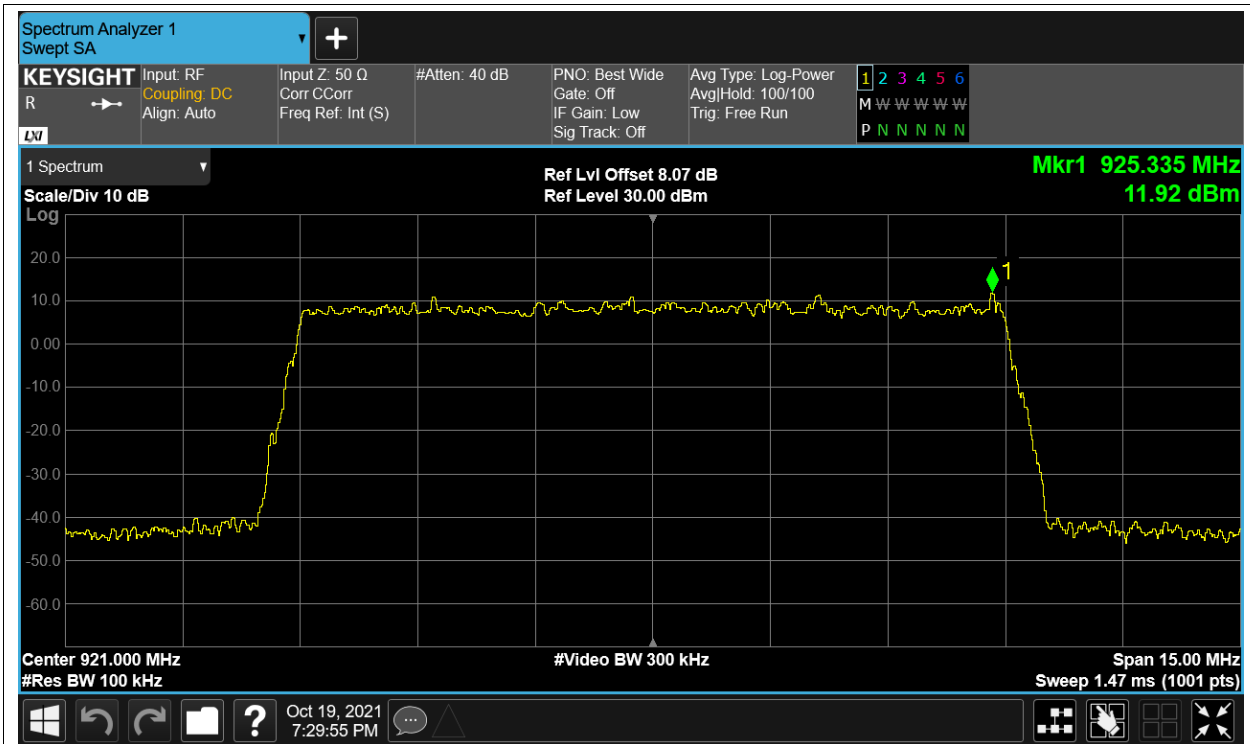 Spectrum Analyzer 1
Swept SA
KEYSIGHT
R
LXI
Input: RF
Coupling: DC
Align: Auto
Input Z: 50 Ω
Corr CCorr
Freq Ref: Int (S)
#Atten: 40 dB
PNO: Best Wide
Gate: Off
IF Gain: Low
Sig Track: Off
Avg Type: Log-Power
Avg|Hold: 100/100
Trig: Free Run
1 2 3 4 5 6
M W W W W W
P N N N N N
1 Spectrum
Scale/Div 10 dB
Ref Lvl Offset 8.07 dB
Ref Level 30.00 dBm
Mkr1 925.335 MHz
11.92 dBm
Log
20.0
10.0
0.00
-10.0
-20.0
-30.0
-40.0
-50.0
-60.0
1
Center 921.000 MHz
#Res BW 100 kHz
#Video BW 300 kHz
Span 15.00 MHz
Sweep 1.47 ms (1001 pts)
?
Oct 19, 2021
7:29:55 PM